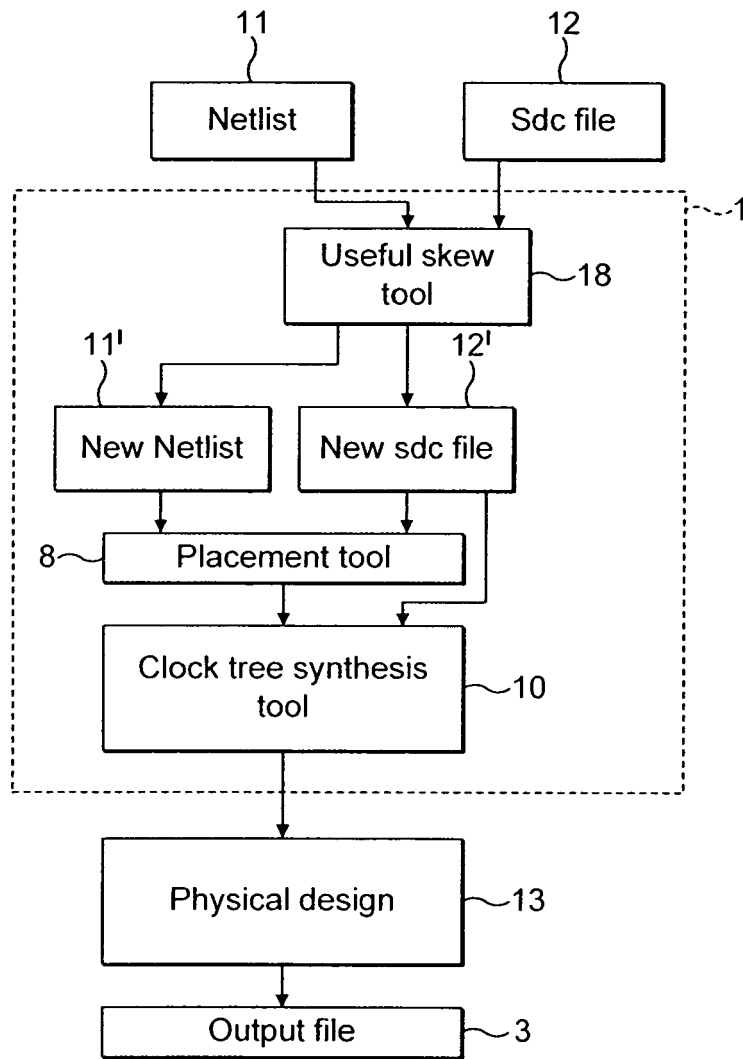 11
12
Netlist
Sdc file
1
Useful skew
tool
18
11'
12'
New Netlist
New sdc file
8
Placement tool
Clock tree synthesis
tool
10
Physical design
13
Output file
3